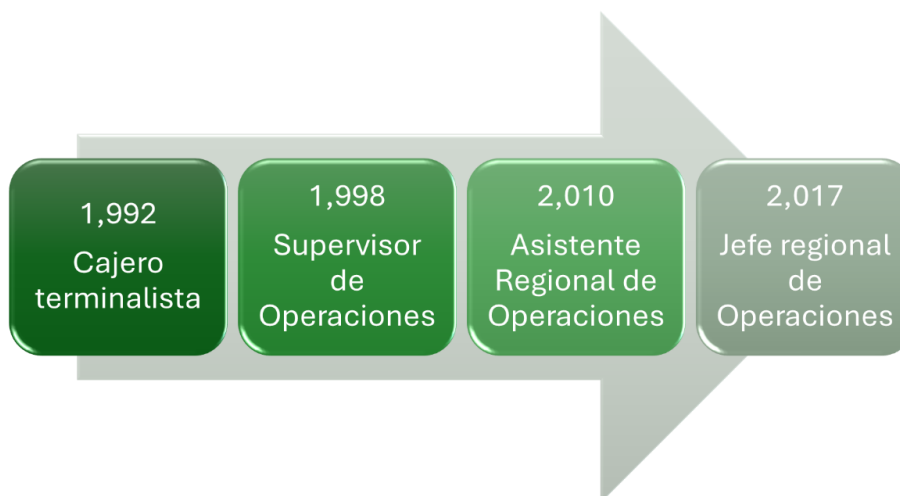 1,992
Cajero
terminalista
1,998
Supervisor
de
Operaciones
2,010
Asistente
Regional de
Operaciones
2,017
Jefe regional
de
Operaciones